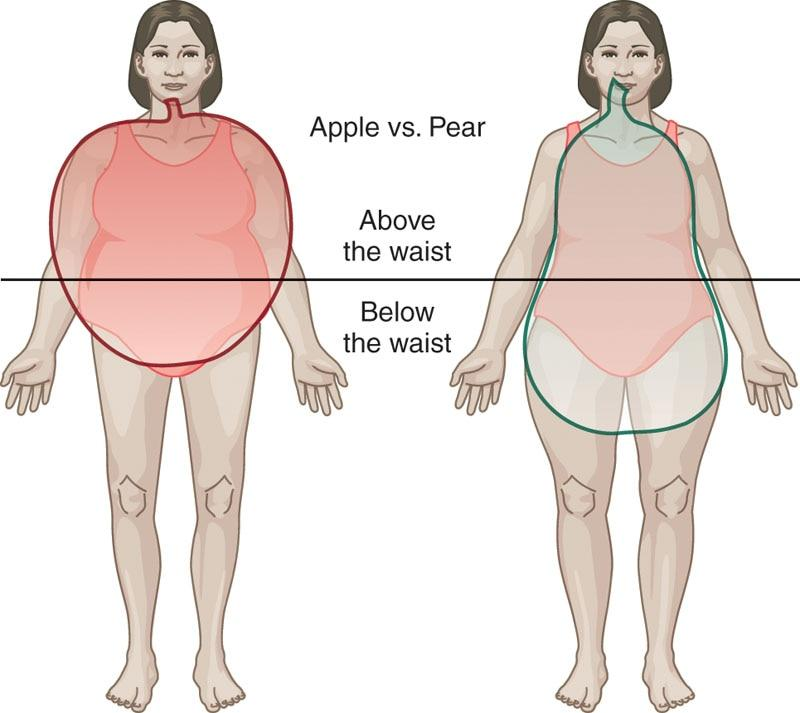 Apple vs. Pear
Above
the waist
Below
the waist